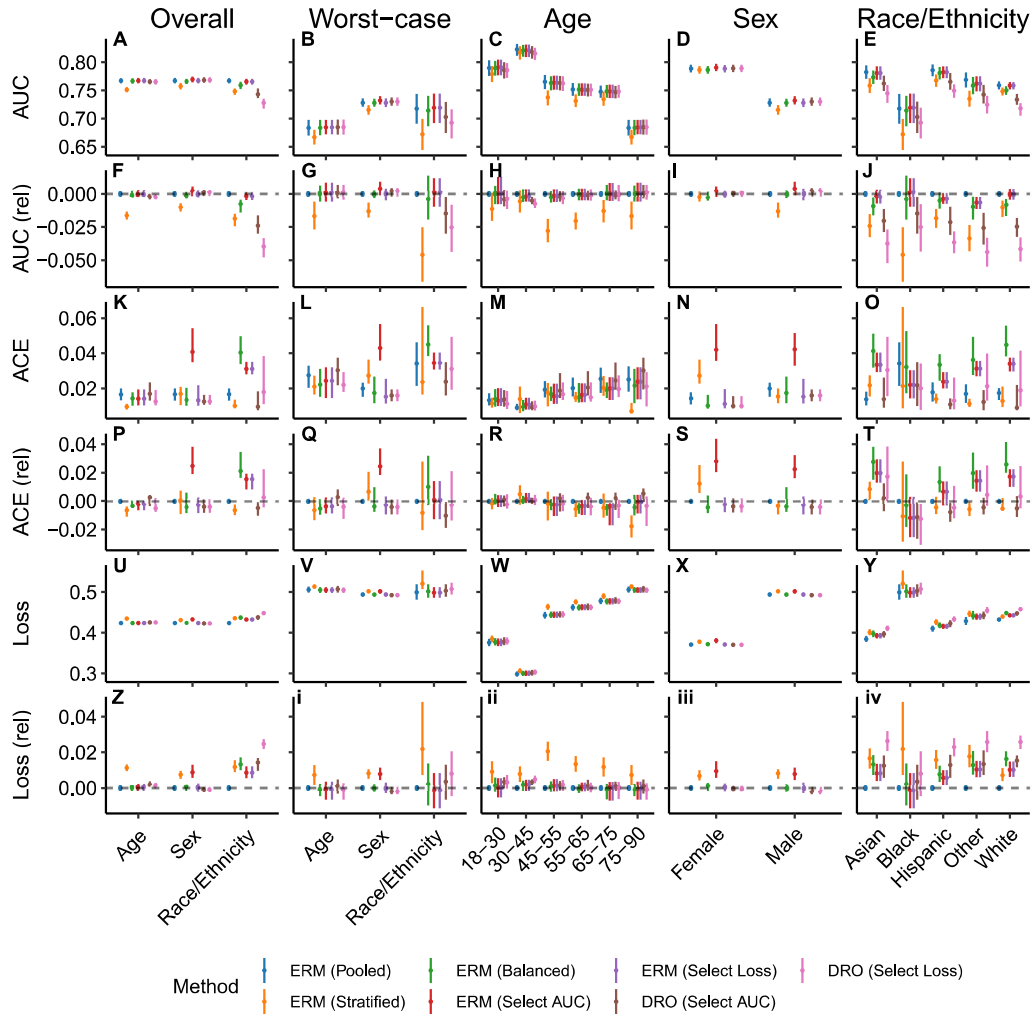 Overall Worst−case Age Sex Race/Ethnicity
A B C D E
AUC
0.80
0.75
0.70
0.65
F G H I J
AUC (rel)
0.000
−0.025
−0.050
K L M N O
ACE
0.06
0.04
0.02
P Q R S T
ACE (rel)
0.04
0.02
0.00
−0.02
U V W X Y
Loss
0.5
0.4
0.3
Z i ii iii iv
Loss (rel)
0.04
0.02
0.00
Age Sex Race/Ethnicity Age Sex Race/Ethnicity 18−30 30−45 45−55 55−65 65−75 75−90 Female Male Asian Black Hispanic Other White
Method
ERM (Pooled) ERM (Balanced) ERM (Select Loss) DRO (Select Loss)
ERM (Stratified) ERM (Select AUC) DRO (Select AUC)